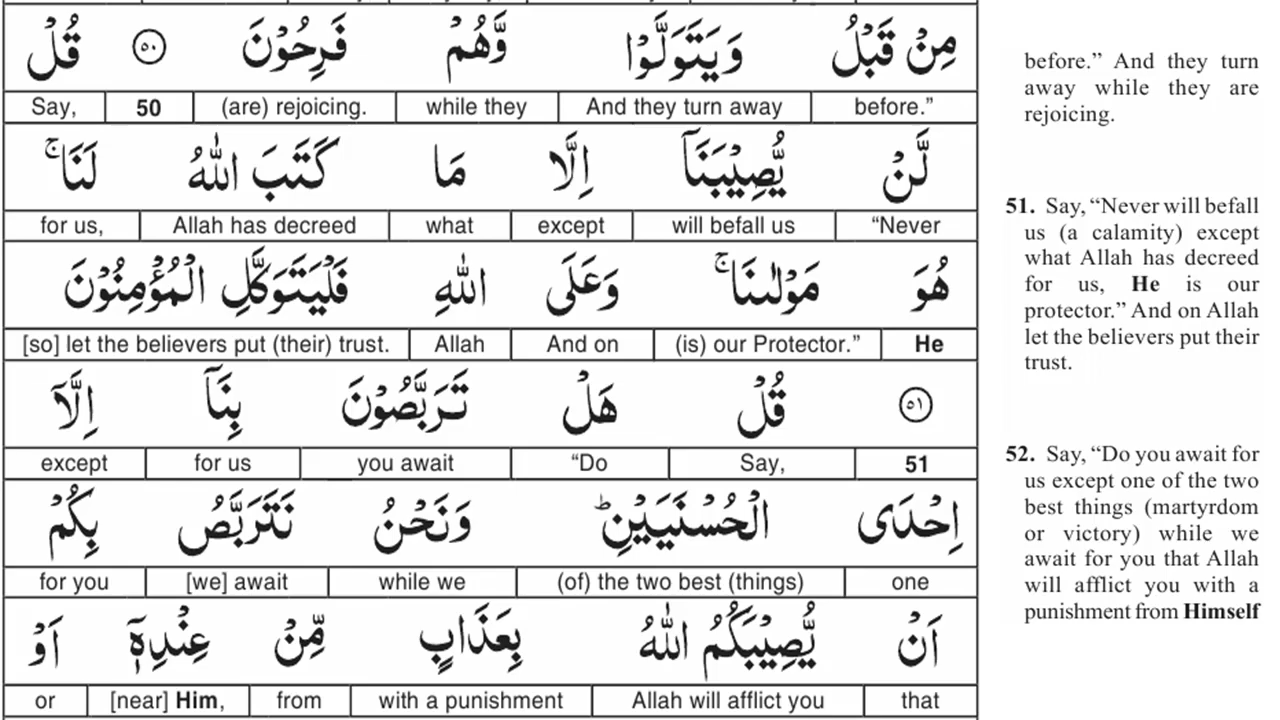 مِنۡ قَبۡلُ وَيَتَوَلَّوۡا وَّهُمۡ فَرِحُوۡنَ ۵۰ قُلۡ
before.” And they turn away while they (are) rejoicing. 50 Say,
لَّنۡ يُّصِيۡبَنَاۤ اِلَّا مَا كَتَبَ اللّٰهُ لَنَا ۚ
“Never will befall us except what Allah has decreed for us,
هُوَ مَوۡلٰٮنَا ۚ وَعَلَى اللّٰهِ فَلۡيَتَوَكَّلِ الۡمُؤۡمِنُوۡنَ
He (is) our Protector.” And on Allah [so] let the believers put (their) trust.
۵۱ قُلۡ هَلۡ تَرَبَّصُوۡنَ بِنَاۤ اِلَّاۤ
51 Say, “Do you await for us except
اِحۡدَى الۡحُسۡنَيَيۡنِ ؕ وَنَحۡنُ نَتَرَبَّصُ بِكُمۡ
one (of) the two best (things) while we [we] await for you
اَنۡ يُّصِيۡبَكُمُ اللّٰهُ بِعَذَابٍ مِّنۡ عِنۡدِهٖۤ اَوۡ
that Allah will afflict you with a punishment from [near] Him, or
before.” And they turn
away while they are
rejoicing.
51. Say, “Never will befall
us (a calamity) except
what Allah has decreed
for us, He is our
protector.” And on Allah
let the believers put their
trust.
52. Say, “Do you await for
us except one of the two
best things (martyrdom
or victory) while we
await for you that Allah
will afflict you with a
punishment from Himself